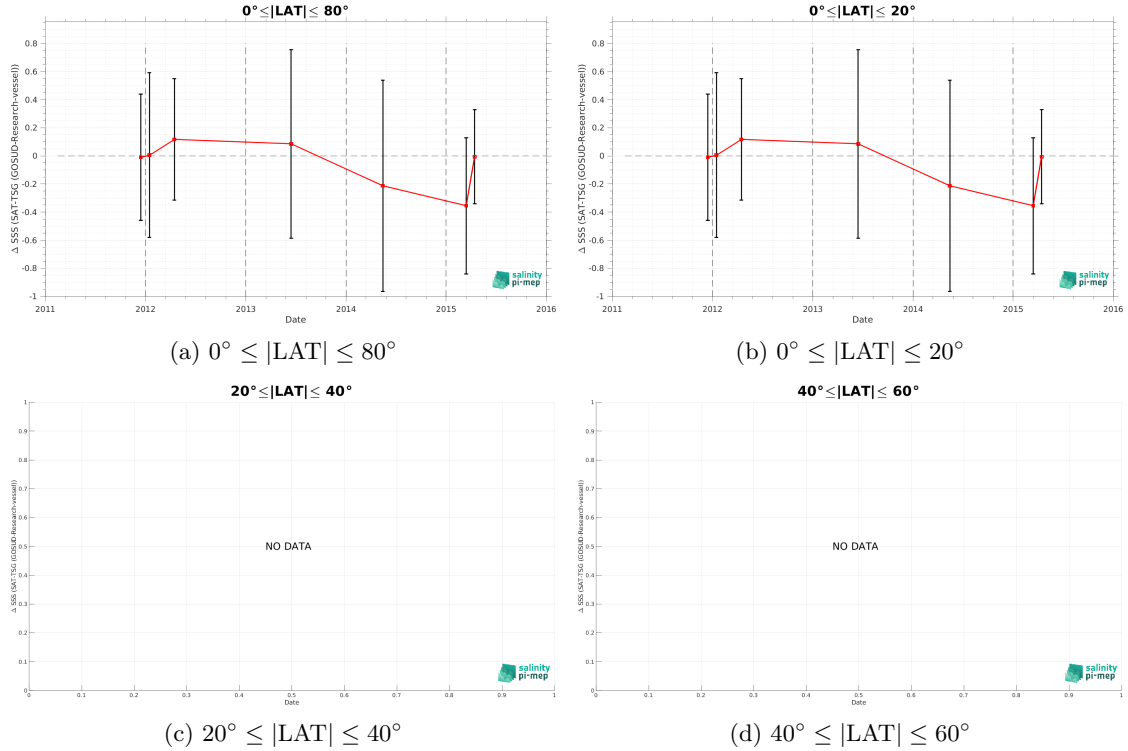 0°≤|LAT|≤ 80°
Δ SSS (SAT-TSG (GOSUD-Research-vessel))
0.8
0.6
0.4
0.2
0
-0.2
-0.4
-0.6
-0.8
-1
2011 2012 2013 2014 2015 2016
Date
salinity
pi-mep
(a) 0° ≤ |LAT| ≤ 80°
0°≤|LAT|≤ 20°
Δ SSS (SAT-TSG (GOSUD-Research-vessel))
0.8
0.6
0.4
0.2
0
-0.2
-0.4
-0.6
-0.8
-1
2011 2012 2013 2014 2015 2016
Date
salinity
pi-mep
(b) 0° ≤ |LAT| ≤ 20°
20°≤|LAT|≤ 40°
Δ SSS (SAT-TSG (GOSUD-Research-vessel))
1
0.9
0.8
0.7
0.6
0.5
0.4
0.3
0.2
0.1
0
NO DATA
0 0.1 0.2 0.3 0.4 0.5 0.6 0.7 0.8 0.9 1
Date
salinity
pi-mep
(c) 20° ≤ |LAT| ≤ 40°
40°≤|LAT|≤ 60°
Δ SSS (SAT-TSG (GOSUD-Research-vessel))
1
0.9
0.8
0.7
0.6
0.5
0.4
0.3
0.2
0.1
0
NO DATA
0 0.1 0.2 0.3 0.4 0.5 0.6 0.7 0.8 0.9 1
Date
salinity
pi-mep
(d) 40° ≤ |LAT| ≤ 60°